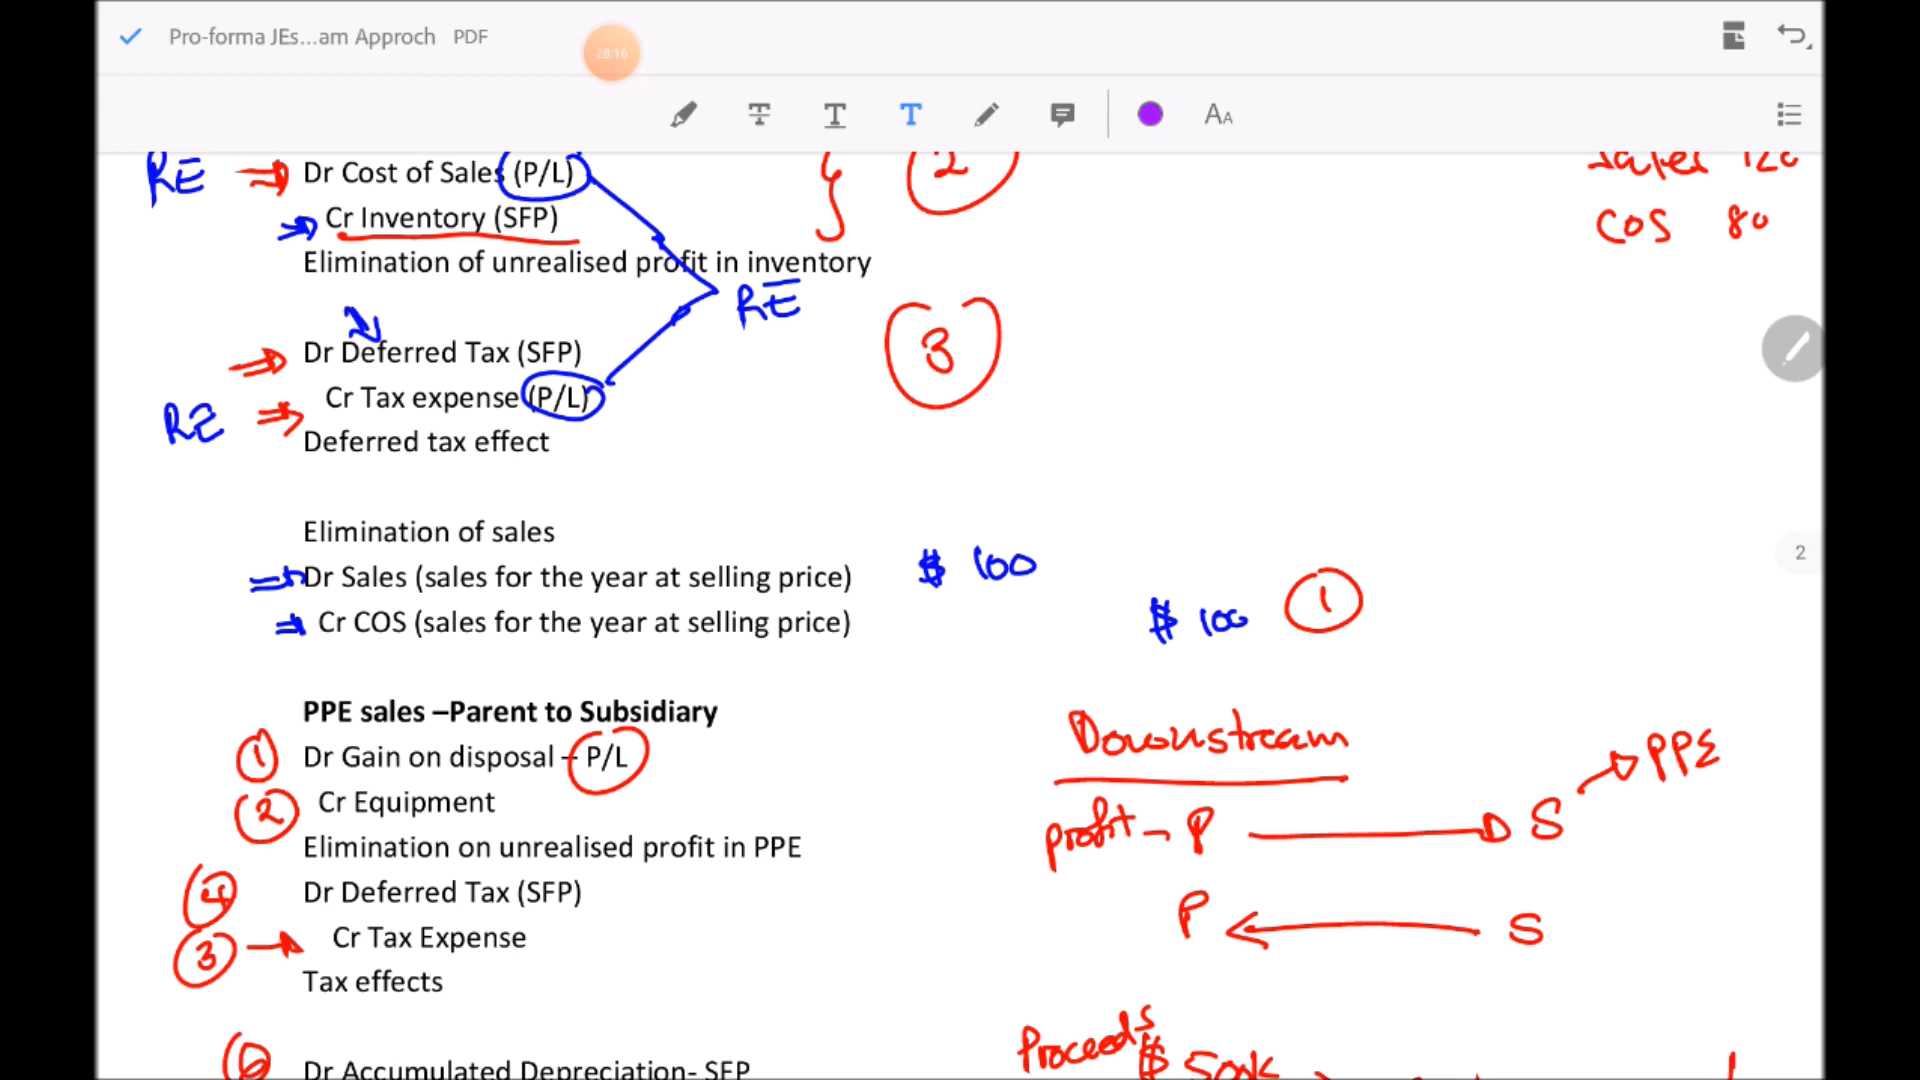 Pro-forma JEs...am Approch PDF
28:16
RE Dr Cost of Sales (P/L) 2
Cr Inventory (SFP) COS 80
Elimination of unrealised profit in inventory
RE
Dr Deferred Tax (SFP) 3
Cr Tax expense (P/L)
RE
Deferred tax effect
Elimination of sales
Dr Sales (sales for the year at selling price) $ 100
2
Cr COS (sales for the year at selling price) $ 100 1
PPE sales –Parent to Subsidiary Downstream
1 Dr Gain on disposal – P/L PPE
2 Cr Equipment profit - P S
Elimination on unrealised profit in PPE
4 Dr Deferred Tax (SFP) P S
3 Cr Tax Expense
Tax effects
Dr Accumulated Depreciation- SFP Proceeds $ 500k